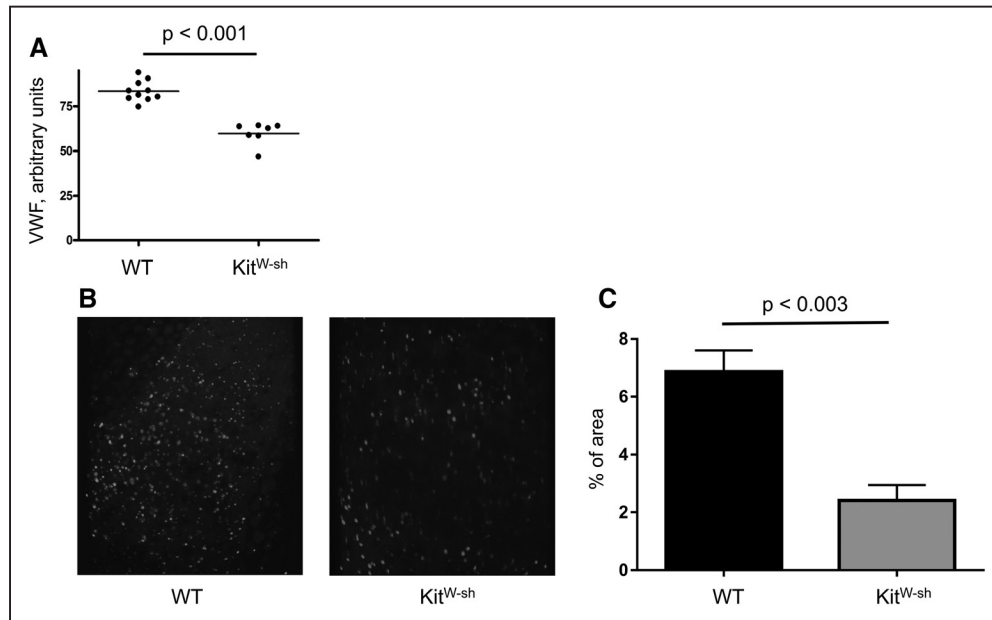 A
p < 0.001
VWF, arbitrary units
75
50
25
0
WT
Kit^W-sh
B
WT
Kit^W-sh
C
p < 0.003
% of area
8
6
4
2
0
WT
Kit^W-sh